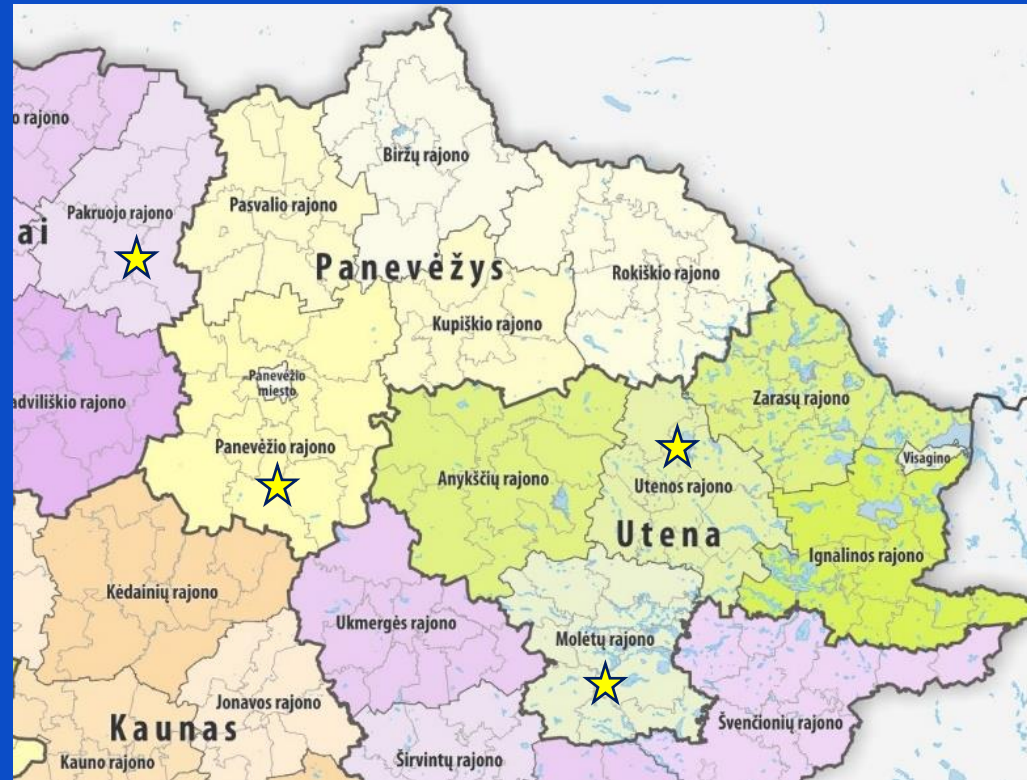 o rajono
Biržų rajono
Pasvalio rajono
Pakruojo rajono
ai
Panevėžys
Rokiškio rajono
Kupiškio rajono
Panevėžio
miesto
Zarasų rajono
adviliškio rajono
Panevėžio rajono
Anykščių rajono
Utenos rajono
Visagino
Utena
Ignalinos rajono
Kėdainių rajono
Ukmergės rajono
Molėtų rajono
Jonavos rajono
Švenčionių rajono
Kaunas
Kauno rajono
Širvintų rajono